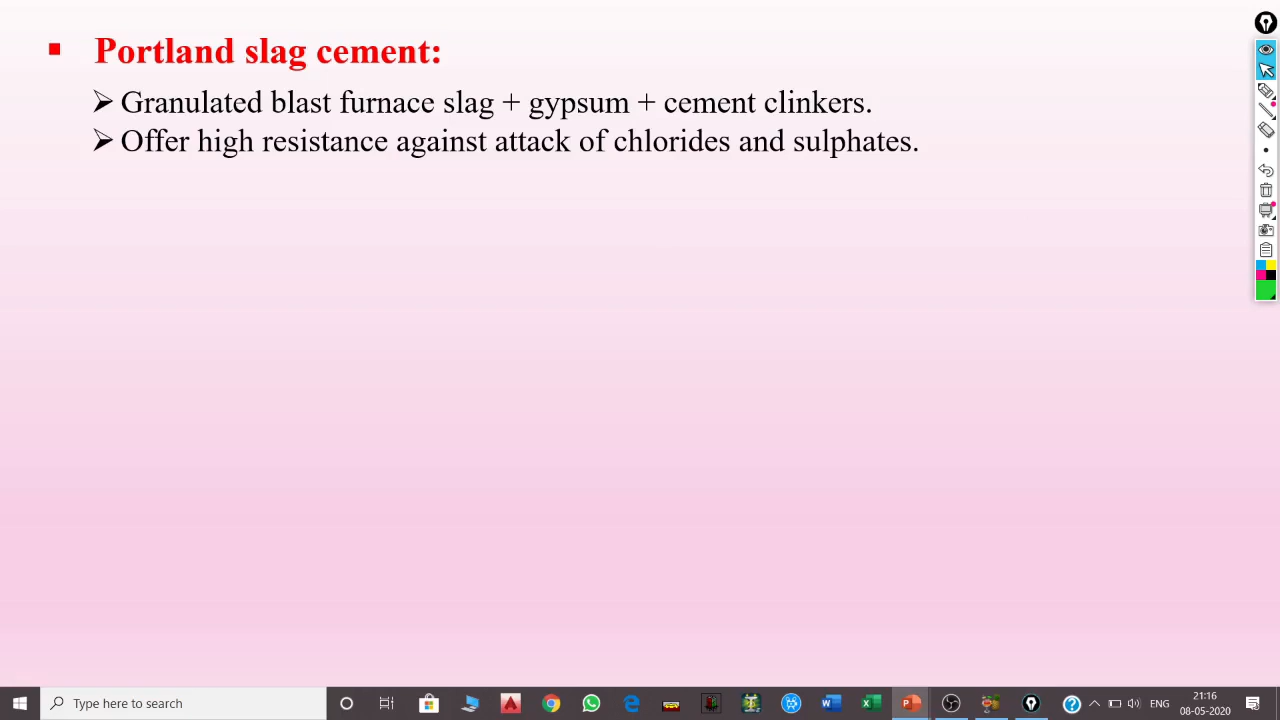 Portland slag cement:
Granulated blast furnace slag + gypsum + cement clinkers.
Offer high resistance against attack of chlorides and sulphates.
Type here to search
ENG
21:16
08-05-2020